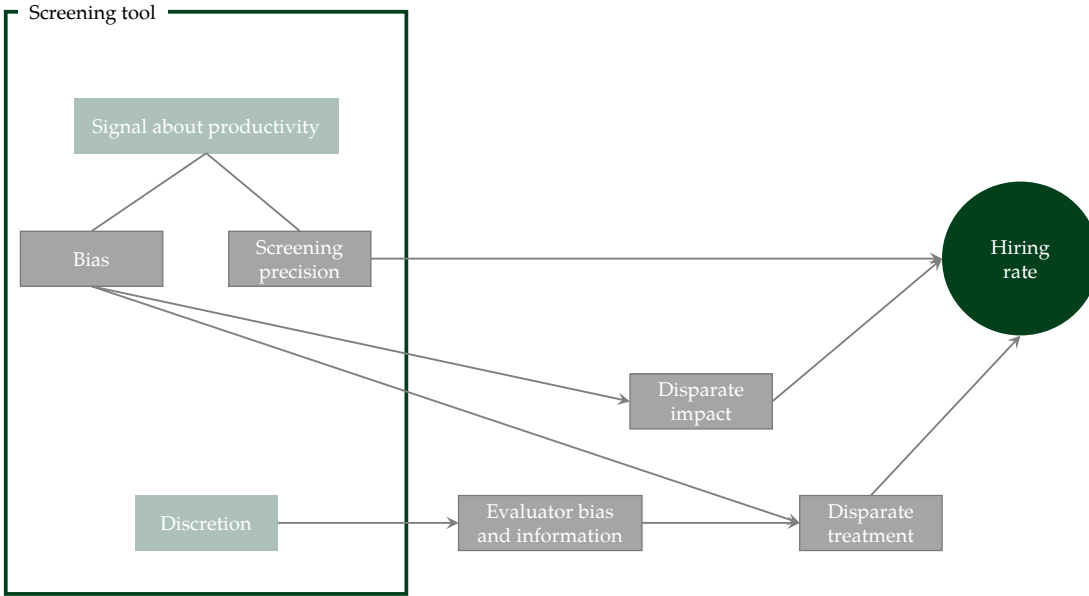 Screening tool
Signal about productivity
Bias
Screening
precision
Hiring
rate
Disparate
impact
Discretion
Evaluator bias
and information
Disparate
treatment